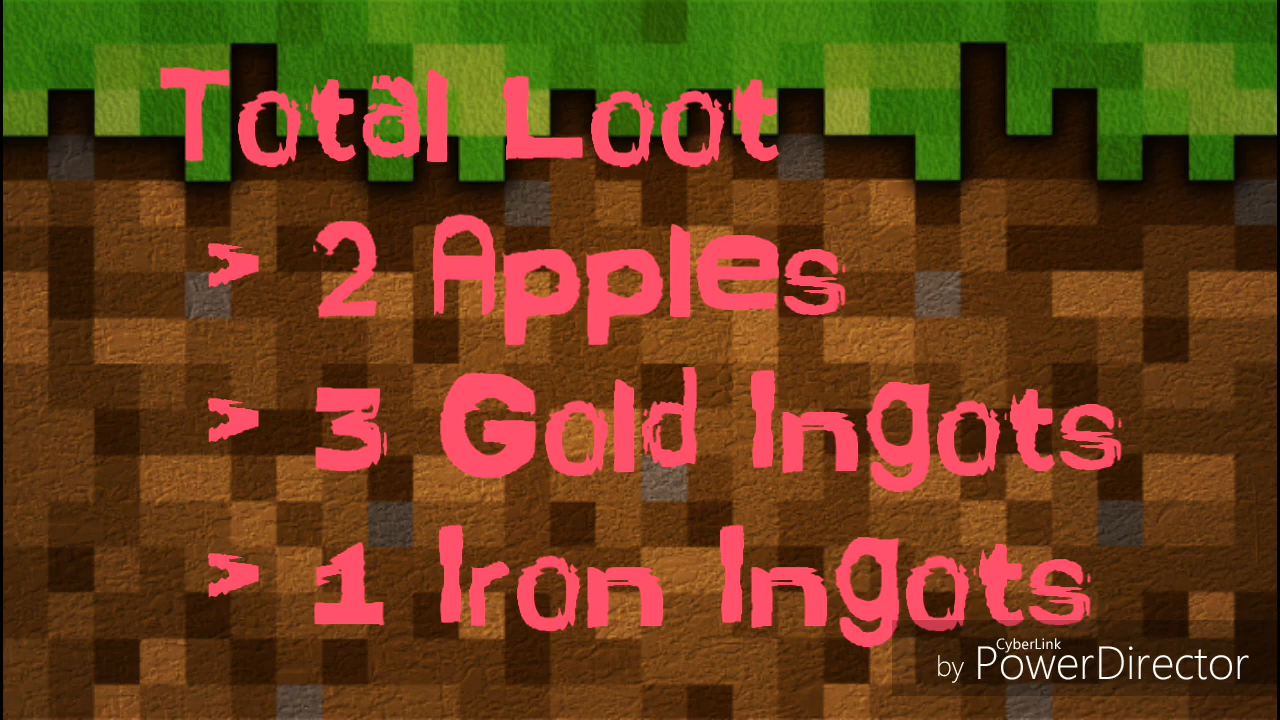 Total Loot
> 2 Apples
> 3 Gold Ingots
> 1 Iron Ingots
CyberLink
by PowerDirector